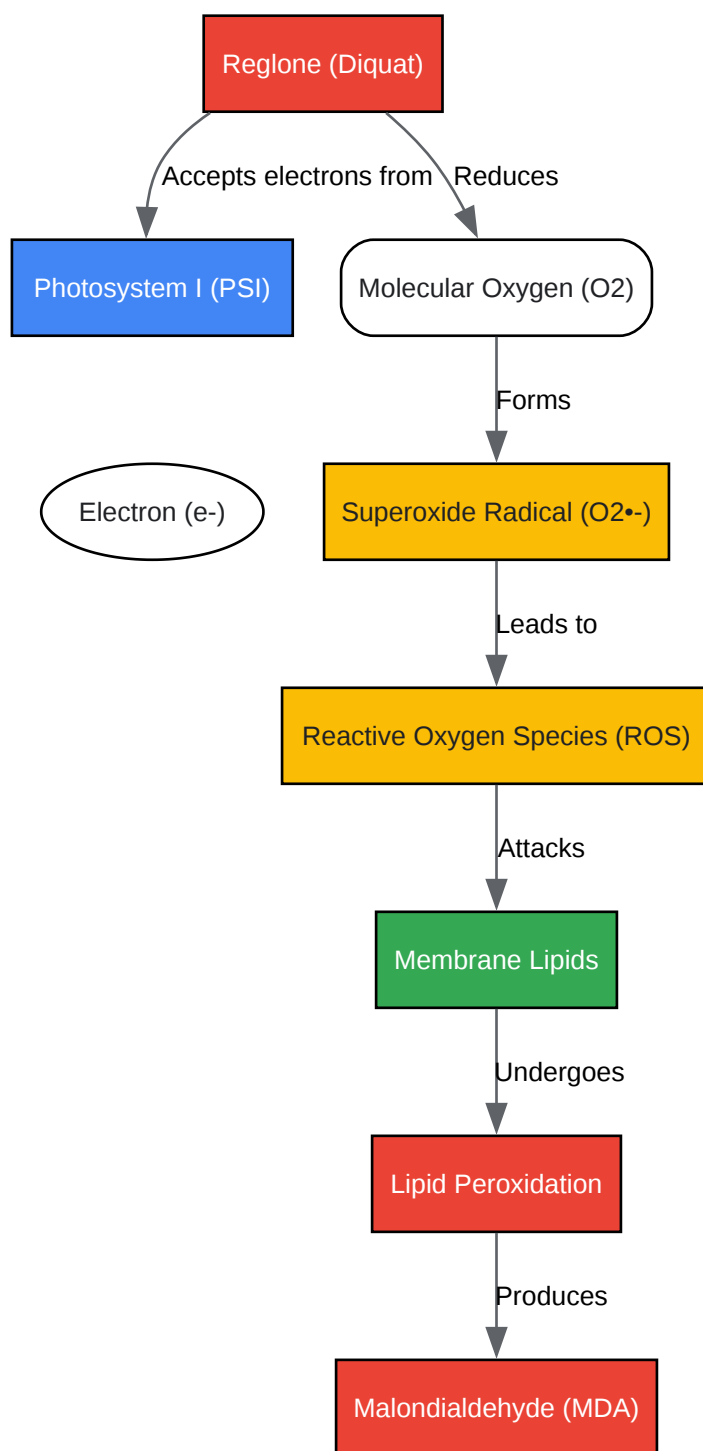 Reglone (Diquat)
Accepts electrons from
Reduces
Photosystem I (PSI)
Molecular Oxygen (O2)
Forms
Electron (e-)
Superoxide Radical (O2•-)
Leads to
Reactive Oxygen Species (ROS)
Attacks
Membrane Lipids
Undergoes
Lipid Peroxidation
Produces
Malondialdehyde (MDA)